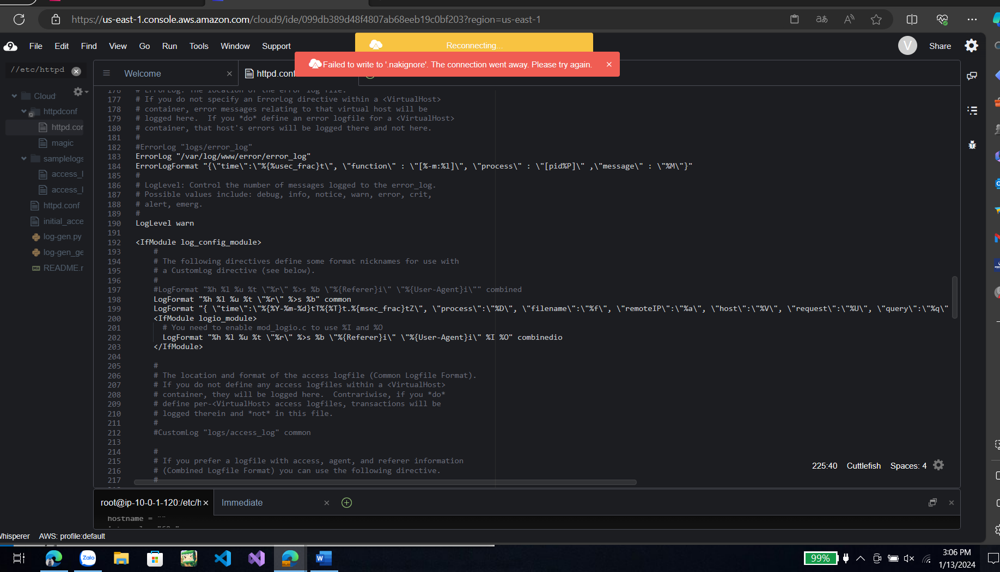 https://us-east-1.console.aws.amazon.com/cloud9/ide/099db389d48f4807ab68eeb19c0bf203?region=us-east-1
File Edit Find View Go Run Tools Window Support
Reconnecting...
V Share
Failed to write to '.nakignore'. The connection went away. Please try again.
//etc/httpd
Welcome
httpd.conf
Cloud
httpdconf
httpd.cor
magic
samplelogs
access_l
access_l
httpd.conf
initial_acce
log-gen.py
log-gen_ge
README.r
176 # ErrorLog: The location of the error log file.
177 # If you do not specify an ErrorLog directive within a <VirtualHost>
178 # container, error messages relating to that virtual host will be
179 # logged here.  If you *do* define an error logfile for a <VirtualHost>
180 # container, that host's errors will be logged there and not here.
181 #
182 #ErrorLog "logs/error_log"
183 ErrorLog "/var/log/www/error/error_log"
184 ErrorLogFormat "{\"time\":\"%{%usec_frac}t\", \"function\" : \"[%-m:%l]\", \"process\" : \"[pid%P]\" ,\"message\" : \"%M\"}"
185 #
186 # LogLevel: Control the number of messages logged to the error_log.
187 # Possible values include: debug, info, notice, warn, error, crit,
188 # alert, emerg.
189 #
190 LogLevel warn
191
192 <IfModule log_config_module>
193     #
194     # The following directives define some format nicknames for use with
195     # a CustomLog directive (see below).
196     #
197     #LogFormat "%h %l %u %t \"%r\" %>s %b \"%{Referer}i\" \"%{User-Agent}i\"" combined
198     LogFormat "%h %l %u %t \"%r\" %>s %b" common
199     LogFormat "{ \"time\":\"%{%Y-%m-%d}tT%{%T}t.%{msec_frac}tZ\", \"process\":\"%D\", \"filename\":\"%f\", \"remoteIP\":\"%a\", \"host\":\"%V\", \"request\":\"%U\", \"query\":\"%q\"
200     <IfModule logio_module>
201       # You need to enable mod_logio.c to use %I and %O
202       LogFormat "%h %l %u %t \"%r\" %>s %b \"%{Referer}i\" \"%{User-Agent}i\" %I %O" combinedio
203     </IfModule>
204
205     #
206     # The location and format of the access logfile (Common Logfile Format).
207     # If you do not define any access logfiles within a <VirtualHost>
208     # container, they will be logged here.  Contrariwise, if you *do*
209     # define per-<VirtualHost> access logfiles, transactions will be
210     # logged therein and *not* in this file.
211     #
212     #CustomLog "logs/access_log" common
213
214     #
215     # If you prefer a logfile with access, agent, and referer information
216     # (Combined Logfile Format) you can use the following directive.
217     #
225:40 Cuttlefish Spaces: 4
root@ip-10-0-1-120:/etc/h
Immediate
hostname = ""
Whisperer AWS: profile:default
Zalo
99%
3:06 PM
1/13/2024